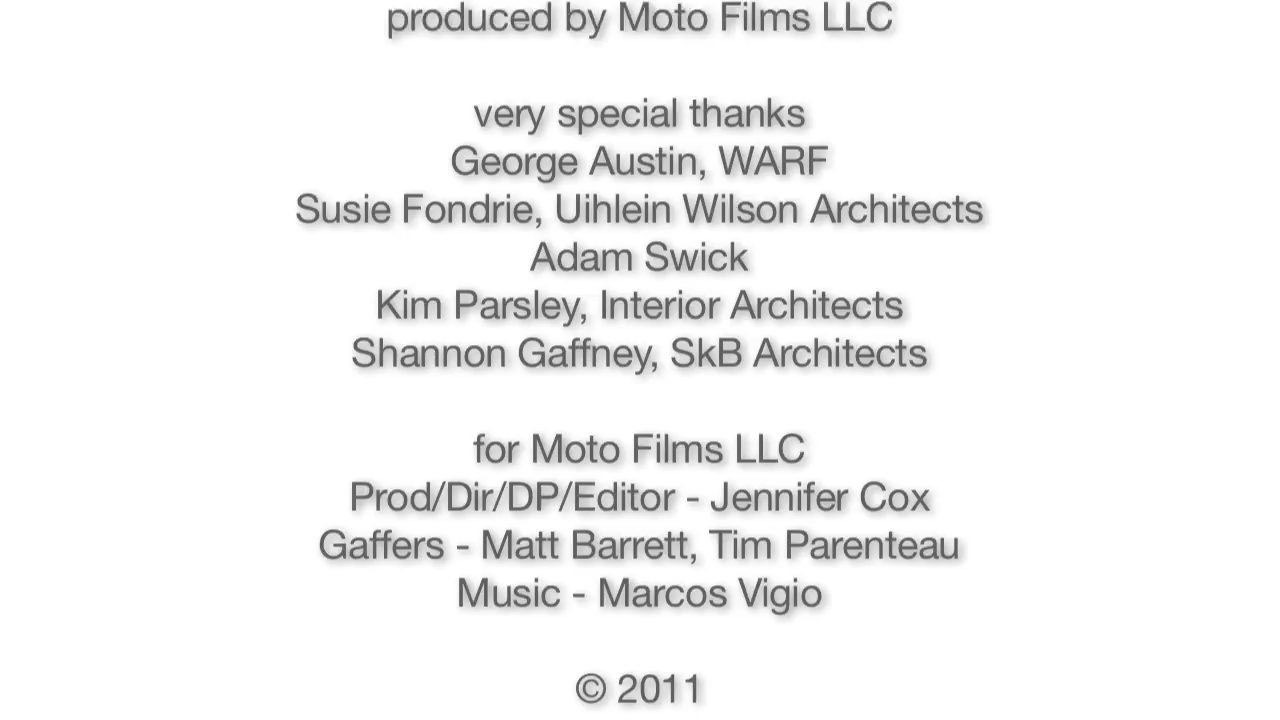 produced by Moto Films LLC
very special thanks
George Austin, WARF
Susie Fondrie, Uihlein Wilson Architects
Adam Swick
Kim Parsley, Interior Architects
Shannon Gaffney, SkB Architects
for Moto Films LLC
Prod/Dir/DP/Editor - Jennifer Cox
Gaffers - Matt Barrett, Tim Parenteau
Music - Marcos Vigio
© 2011